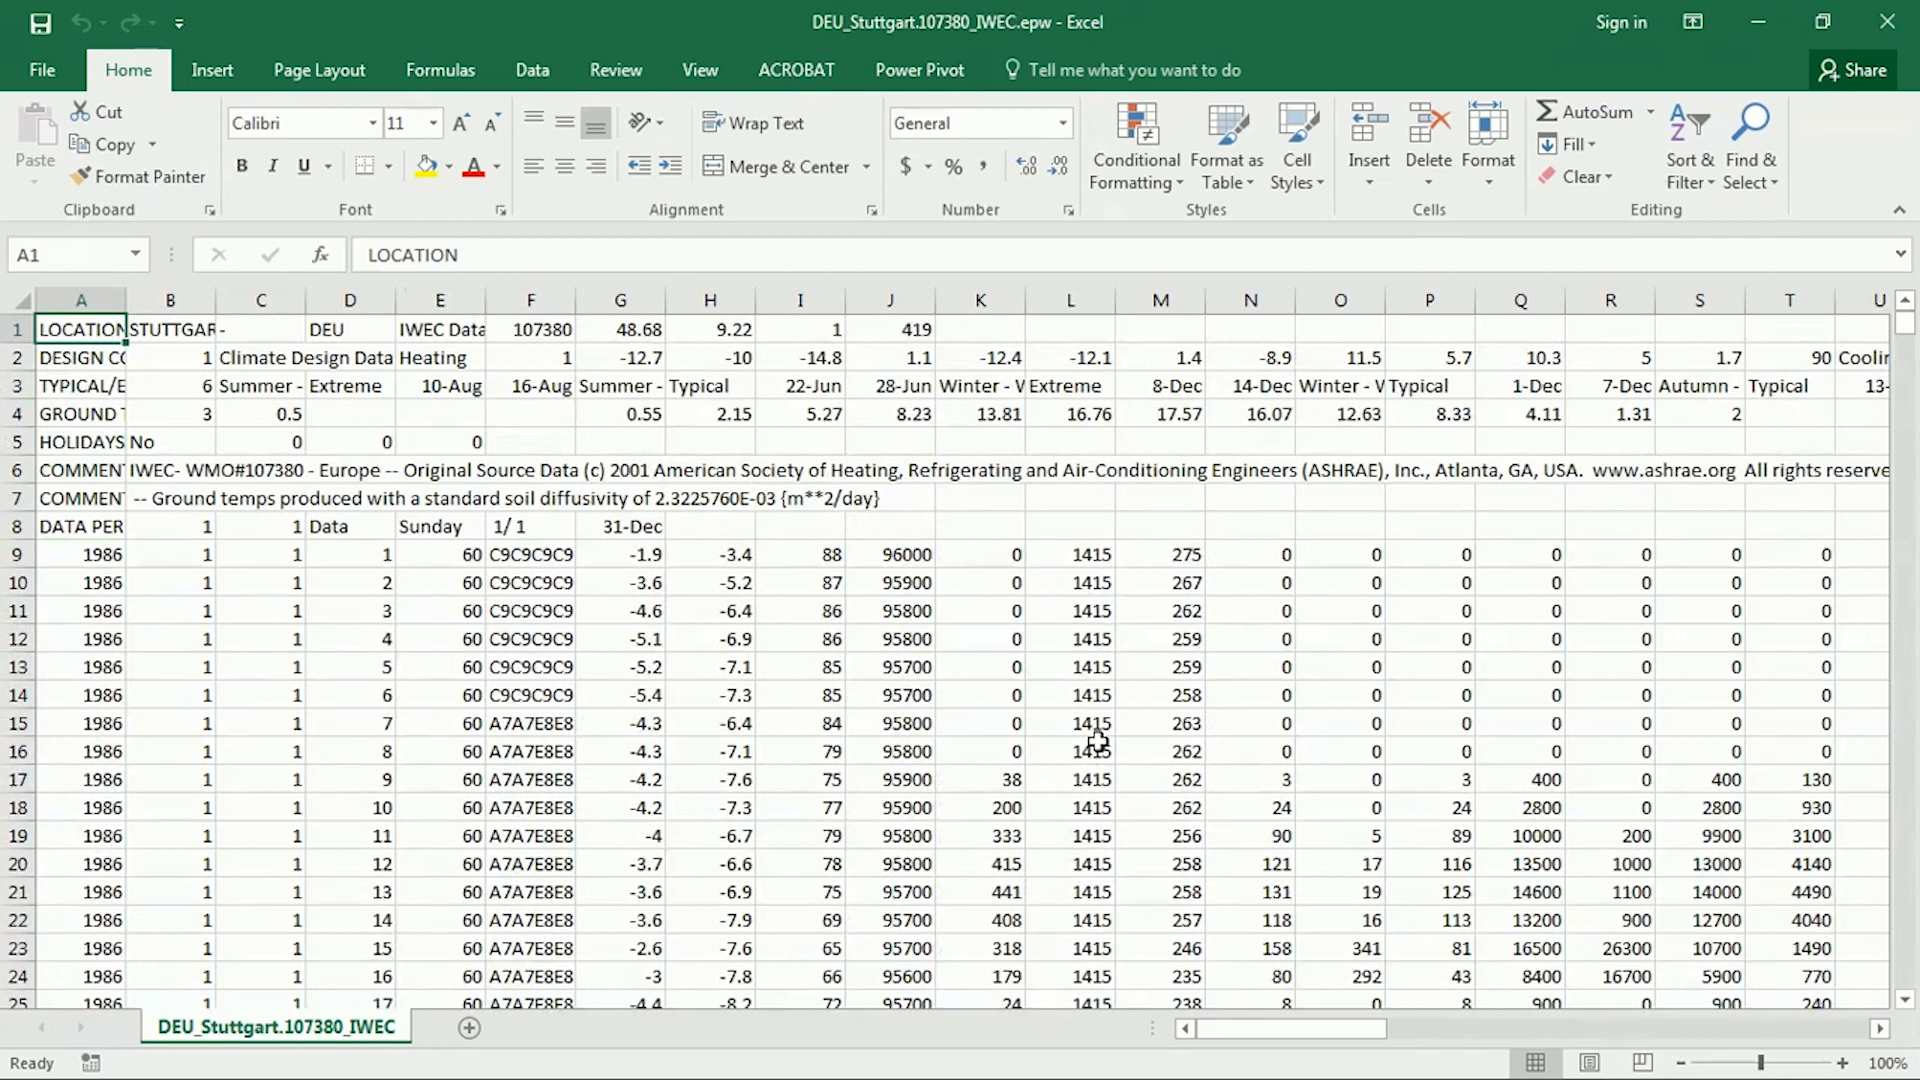 DEU_Stuttgart.107380_IWEC.epw - Excel
Sign in
File Home Insert Page Layout Formulas Data Review View ACROBAT Power Pivot Tell me what you want to do Share
Paste
Cut
Copy
Format Painter
Clipboard
Calibri 11
B I U
Font
Wrap Text
Merge & Center
Alignment
General
$ %
Number
Conditional Formatting
Format as Table
Cell Styles
Styles
Insert Delete Format
Cells
AutoSum
Fill
Clear
Sort & Filter
Find & Select
Editing
A1 fx LOCATION
A B C D E F G H I J K L M N O P Q R S T U
1 LOCATION STUTTGAR - DEU IWEC Data 107380 48.68 9.22 1 419
2 DESIGN CO 1 Climate Design Data Heating 1 -12.7 -10 -14.8 1.1 -12.4 -12.1 1.4 -8.9 11.5 5.7 10.3 5 1.7 90 Coolin
3 TYPICAL/E 6 Summer - Extreme 10-Aug 16-Aug Summer - Typical 22-Jun 28-Jun Winter - W Extreme 8-Dec 14-Dec Winter - W Typical 1-Dec 7-Dec Autumn - Typical 13-
4 GROUND T 3 0.5 0.55 2.15 5.27 8.23 13.81 16.76 17.57 16.07 12.63 8.33 4.11 1.31 2
5 HOLIDAYS No 0 0 0
6 COMMENT IWEC- WMO#107380 - Europe -- Original Source Data (c) 2001 American Society of Heating, Refrigerating and Air-Conditioning Engineers (ASHRAE), Inc., Atlanta, GA, USA. www.ashrae.org All rights reserve
7 COMMENT -- Ground temps produced with a standard soil diffusivity of 2.3225760E-03 {m**2/day}
8 DATA PER 1 1 Data Sunday 1/ 1 31-Dec
9 1986 1 1 1 60 C9C9C9C9 -1.9 -3.4 88 96000 0 1415 275 0 0 0 0 0 0 0
10 1986 1 1 2 60 C9C9C9C9 -3.6 -5.2 87 95900 0 1415 267 0 0 0 0 0 0 0
11 1986 1 1 3 60 C9C9C9C9 -4.6 -6.4 86 95800 0 1415 262 0 0 0 0 0 0 0
12 1986 1 1 4 60 C9C9C9C9 -5.1 -6.9 86 95800 0 1415 259 0 0 0 0 0 0 0
13 1986 1 1 5 60 C9C9C9C9 -5.2 -7.1 85 95700 0 1415 259 0 0 0 0 0 0 0
14 1986 1 1 6 60 C9C9C9C9 -5.4 -7.3 85 95700 0 1415 258 0 0 0 0 0 0 0
15 1986 1 1 7 60 A7A7E8E8 -4.3 -6.4 84 95800 0 1415 263 0 0 0 0 0 0 0
16 1986 1 1 8 60 A7A7E8E8 -4.3 -7.1 79 95800 0 1415 262 0 0 0 0 0 0 0
17 1986 1 1 9 60 A7A7E8E8 -4.2 -7.6 75 95900 38 1415 262 3 0 3 400 0 400 130
18 1986 1 1 10 60 A7A7E8E8 -4.2 -7.3 77 95900 200 1415 262 24 0 24 2800 0 2800 930
19 1986 1 1 11 60 A7A7E8E8 -4 -6.7 79 95800 333 1415 256 90 5 89 10000 200 9900 3100
20 1986 1 1 12 60 A7A7E8E8 -3.7 -6.6 78 95800 415 1415 258 121 17 116 13500 1000 13000 4140
21 1986 1 1 13 60 A7A7E8E8 -3.6 -6.9 75 95700 441 1415 258 131 19 125 14600 1100 14000 4490
22 1986 1 1 14 60 A7A7E8E8 -3.6 -7.9 69 95700 408 1415 257 118 16 113 13200 900 12700 4040
23 1986 1 1 15 60 A7A7E8E8 -2.6 -7.6 65 95700 318 1415 246 158 341 81 16500 26300 10700 1490
24 1986 1 1 16 60 A7A7E8E8 -3 -7.8 66 95600 179 1415 235 80 292 43 8400 16700 5900 770
25 1986 1 1 17 60 A7A7E8E8 -4.4 -8.2 72 95700 24 1415 238 8 0 8 900 0 900 240
DEU_Stuttgart.107380_IWEC
Ready
100%